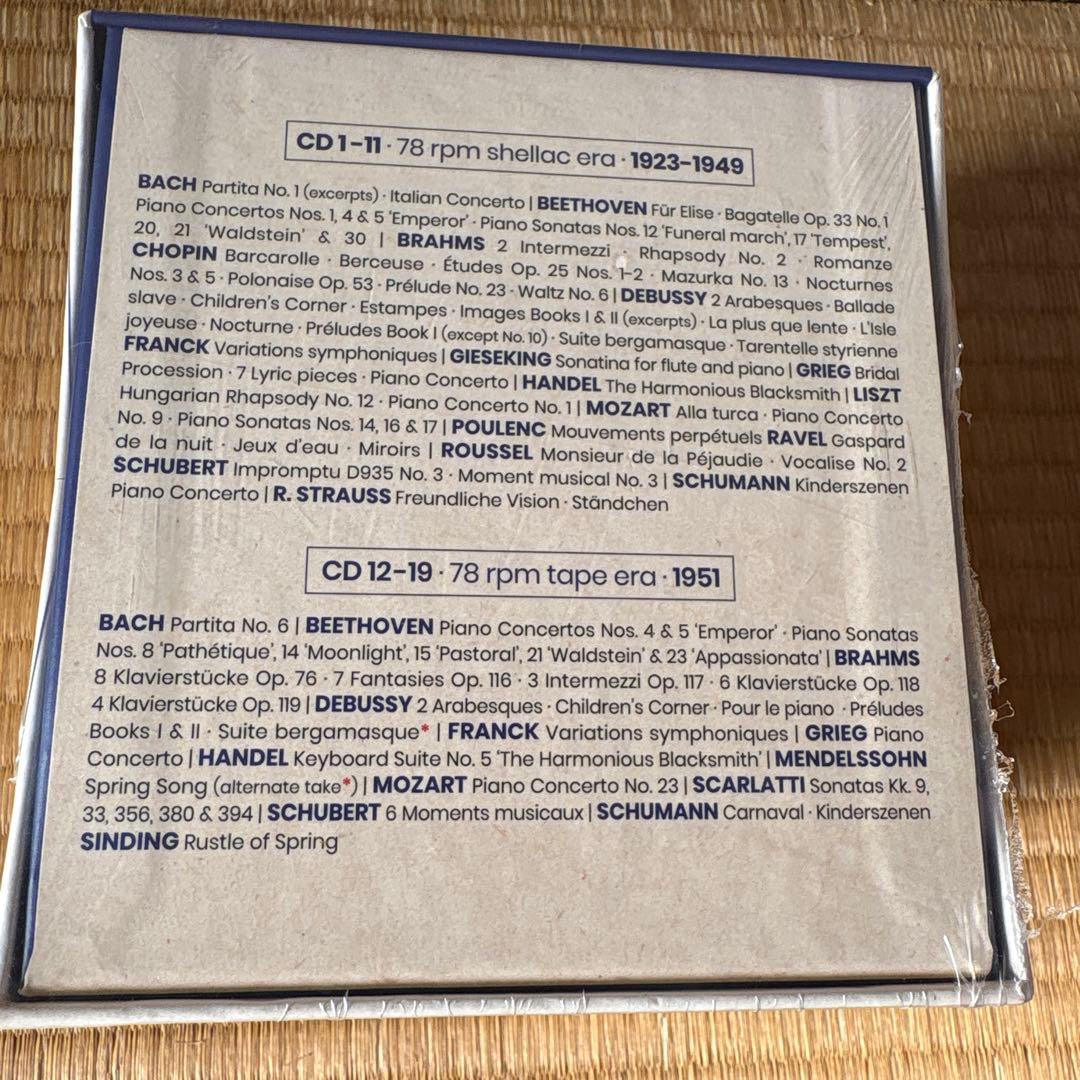 CD 1-11 · 78 rpm shellac era · 1923-1949
BACH Partita No. 1 (excerpts) · Italian Concerto | BEETHOVEN Für Elise · Bagatelle Op. 33 No. 1
Piano Concertos Nos. 1, 4 & 5 'Emperor' · Piano Sonatas Nos. 12 'Funeral march', 17 'Tempest',
20, 21 'Waldstein' & 30 | BRAHMS 2 Intermezzi · Rhapsody No. 2 · Romanze
CHOPIN Barcarolle · Berceuse · Études Op. 25 Nos. 1-2 · Mazurka No. 13 · Nocturnes
Nos. 3 & 5 · Polonaise Op. 53 · Prélude No. 23 · Waltz No. 6 | DEBUSSY 2 Arabesques · Ballade
slave · Children's Corner · Estampes · Images Books I & II (excerpts) · La plus que lente · L'Isle
joyeuse · Nocturne · Préludes Book I (except No. 10) · Suite bergamasque · Tarentelle styrienne
FRANCK Variations symphoniques | GIESEKING Sonatina for flute and piano | GRIEG Bridal
Procession · 7 Lyric pieces · Piano Concerto | HANDEL The Harmonious Blacksmith | LISZT
Hungarian Rhapsody No. 12 · Piano Concerto No. 1 | MOZART Alla turca · Piano Concerto
No. 9 · Piano Sonatas Nos. 14, 16 & 17 | POULENC Mouvements perpétuels RAVEL Gaspard
de la nuit · Jeux d'eau · Miroirs | ROUSSEL Monsieur de la Péjaudie · Vocalise No. 2
SCHUBERT Impromptu D935 No. 3 · Moment musical No. 3 | SCHUMANN Kinderszenen
Piano Concerto | R. STRAUSS Freundliche Vision · Ständchen
CD 12-19 · 78 rpm tape era · 1951
BACH Partita No. 6 | BEETHOVEN Piano Concertos Nos. 4 & 5 'Emperor' · Piano Sonatas
Nos. 8 'Pathétique', 14 'Moonlight', 15 'Pastoral', 21 'Waldstein' & 23 'Appassionata' | BRAHMS
8 Klavierstücke Op. 76 · 7 Fantasies Op. 116 · 3 Intermezzi Op. 117 · 6 Klavierstücke Op. 118
4 Klavierstücke Op. 119 | DEBUSSY 2 Arabesques · Children's Corner · Pour le piano · Préludes
Books I & II · Suite bergamasque* | FRANCK Variations symphoniques | GRIEG Piano
Concerto | HANDEL Keyboard Suite No. 5 'The Harmonious Blacksmith' | MENDELSSOHN
Spring Song (alternate take*) | MOZART Piano Concerto No. 23 | SCARLATTI Sonatas Kk. 9,
33, 356, 380 & 394 | SCHUBERT 6 Moments musicaux | SCHUMANN Carnaval · Kinderszenen
SINDING Rustle of Spring